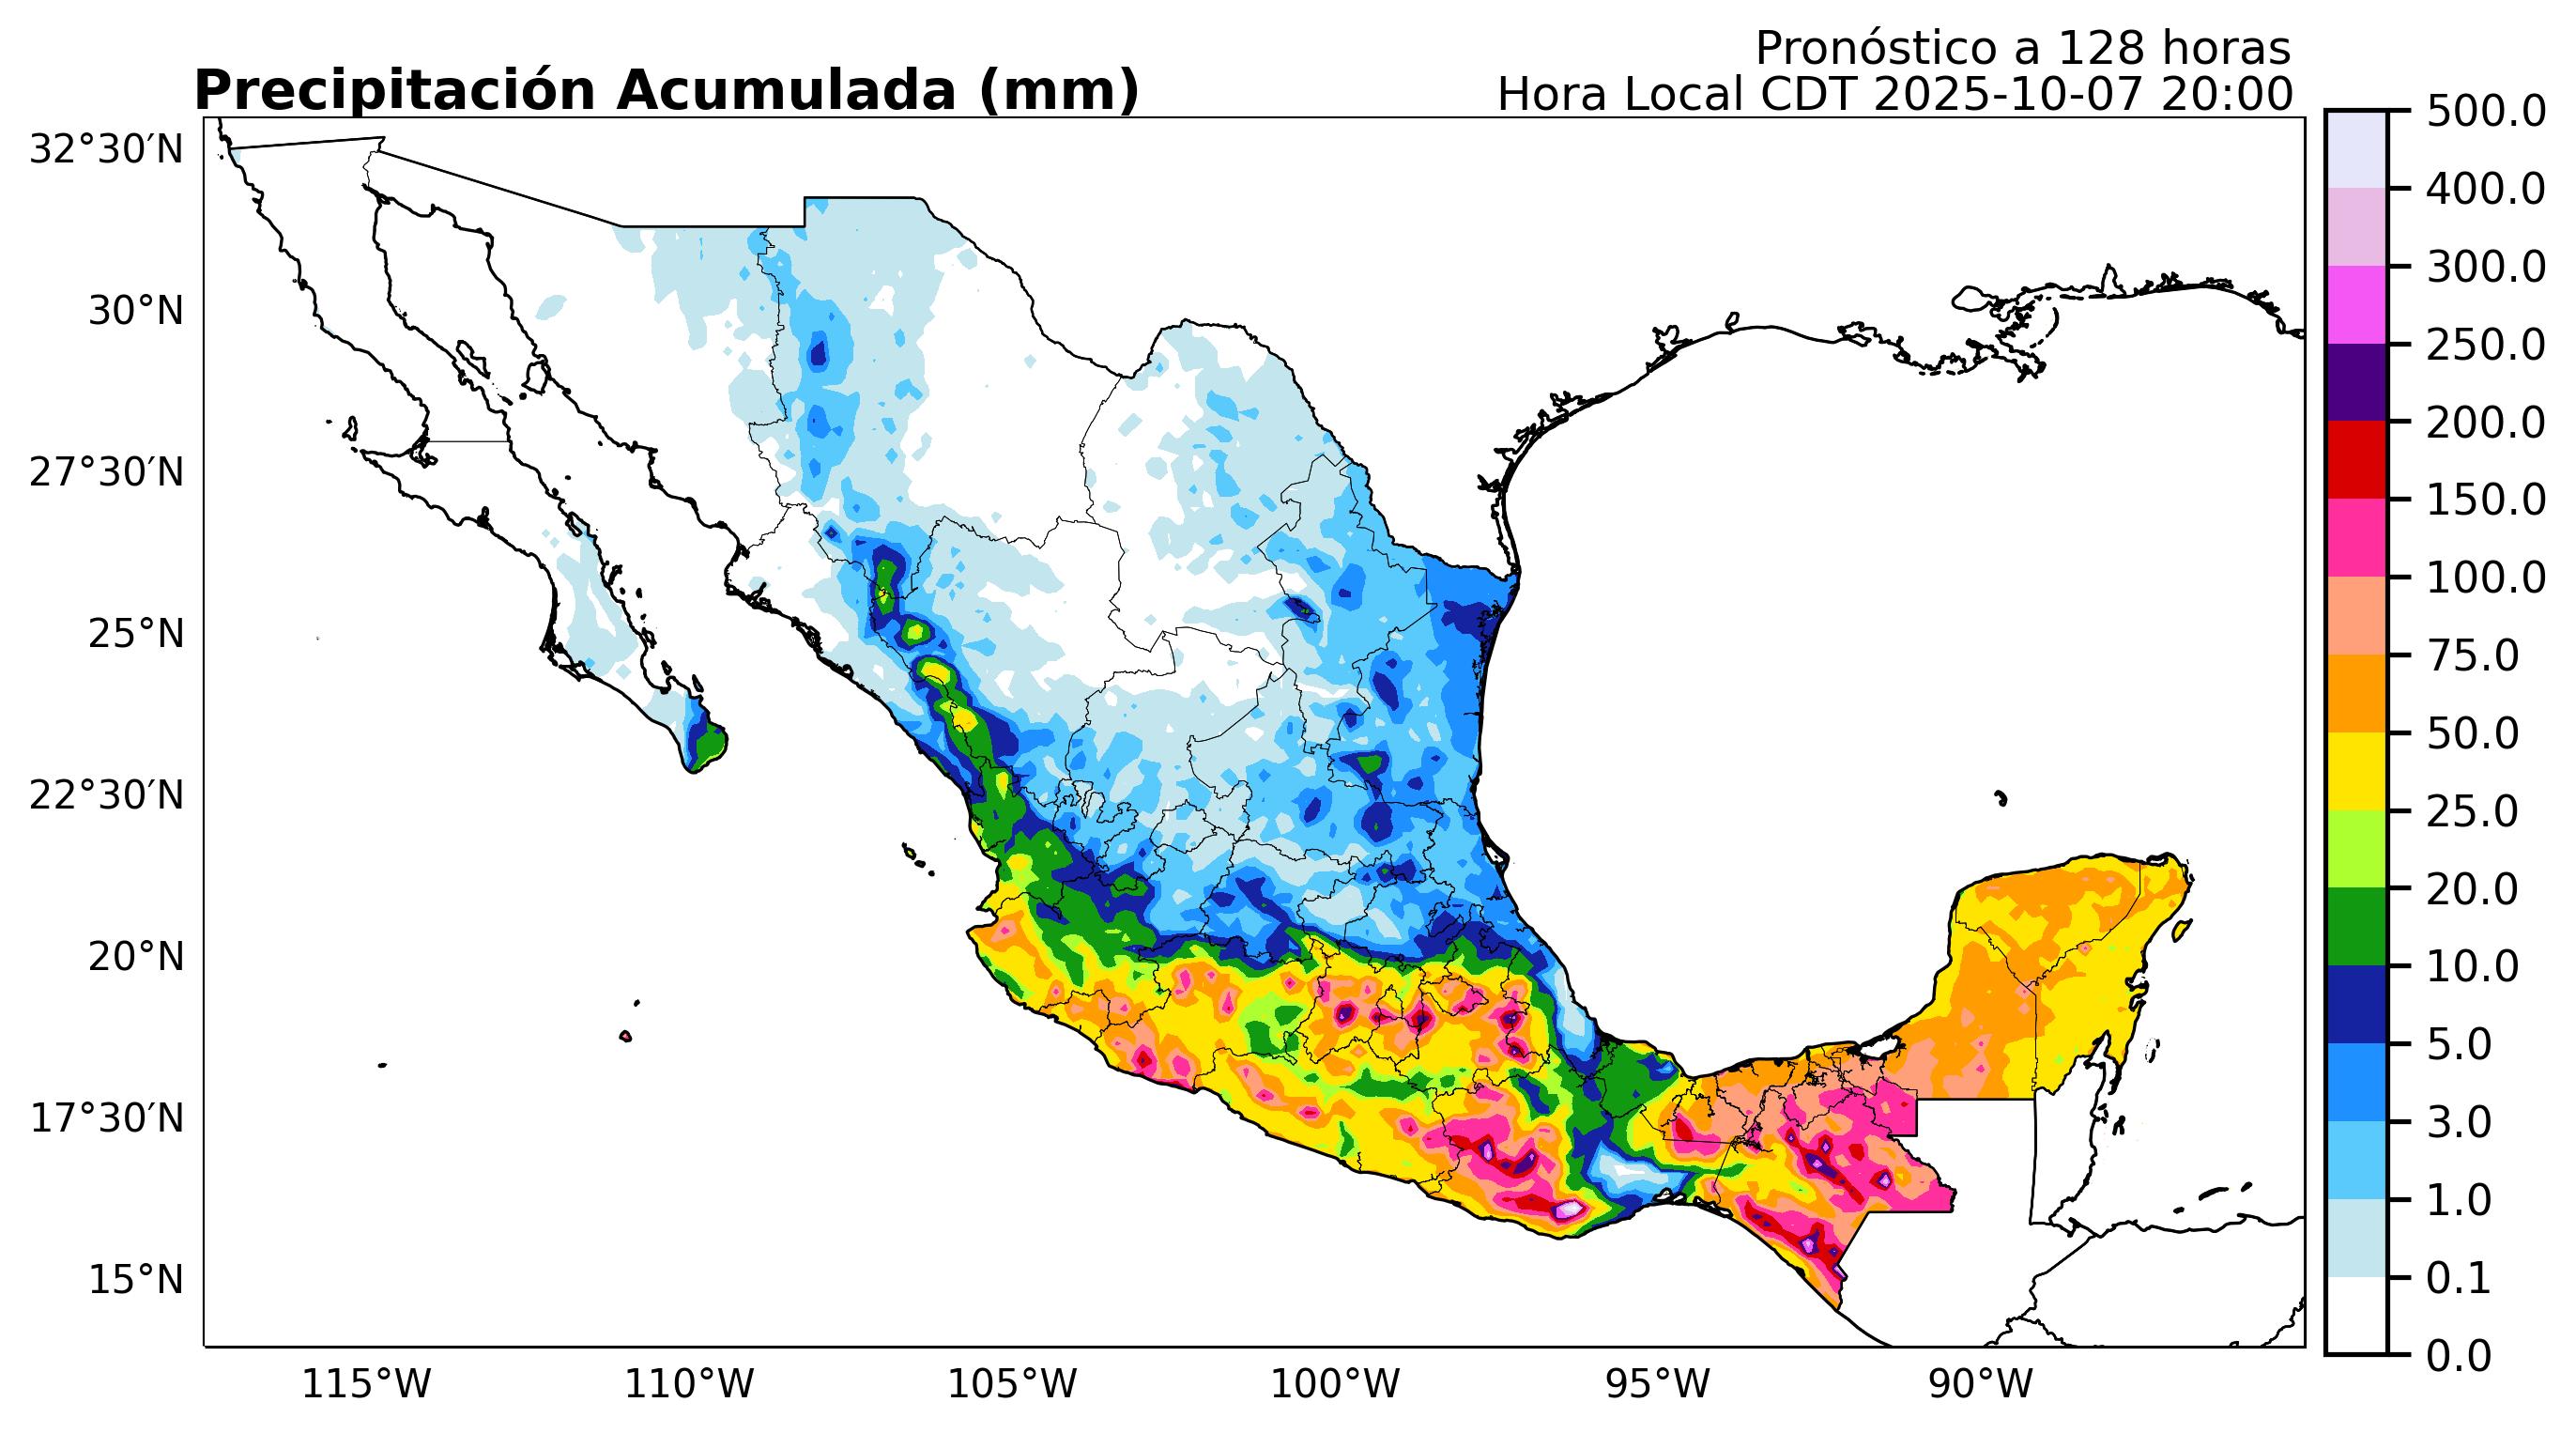 Pronóstico a 128 horas
Precipitación Acumulada (mm)
Hora Local CDT 2025-10-07 20:00
32°30′N
30°N
27°30′N
25°N
22°30′N
20°N
17°30′N
15°N
115°W
110°W
105°W
100°W
95°W
90°W
500.0
400.0
300.0
250.0
200.0
150.0
100.0
75.0
50.0
25.0
20.0
10.0
5.0
3.0
1.0
0.1
0.0